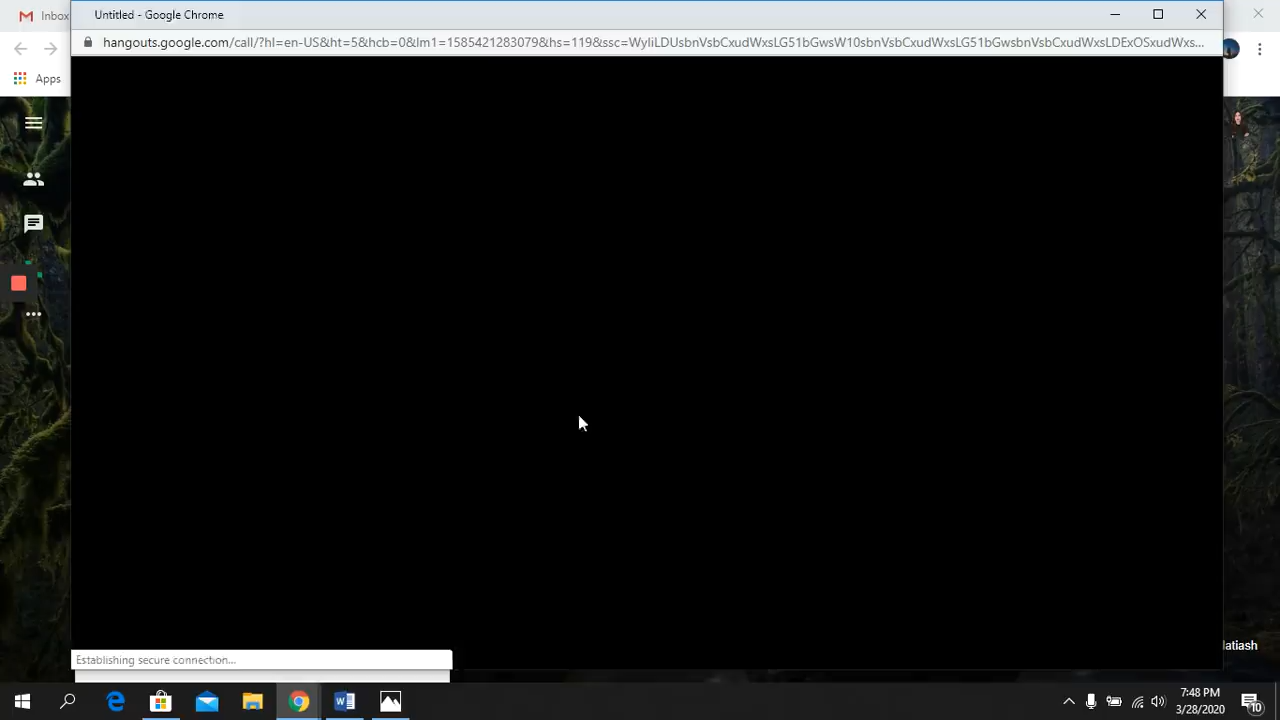 Inbox
Untitled - Google Chrome
hangouts.google.com/call/?hl=en-US&ht=5&hcb=0&lm1=1585421283079&hs=119&ssc=WyIiLDUsbnVsbCxudWxsLG51bGwsW10sbnVsbCxudWxsLG51bGwsbnVsbCxudWxsLDExOSxudWxs...
Apps
Establishing secure connection...
7:48 PM
3/28/2020
10